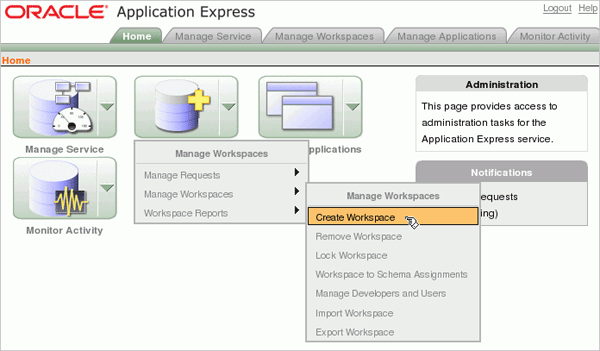 ORACLE Application Express
Logout Help
Home Manage Service Manage Workspaces Manage Applications Monitor Activity
Home
Manage Service
Applications
Monitor Activity
Manage Workspaces
Manage Requests
Manage Workspaces
Workspace Reports
Manage Workspaces
Create Workspace
Remove Workspace
Lock Workspace
Workspace to Schema Assignments
Manage Developers and Users
Import Workspace
Export Workspace
Administration
This page provides access to
administration tasks for the
Application Express service.
Notifications
equests
ing)